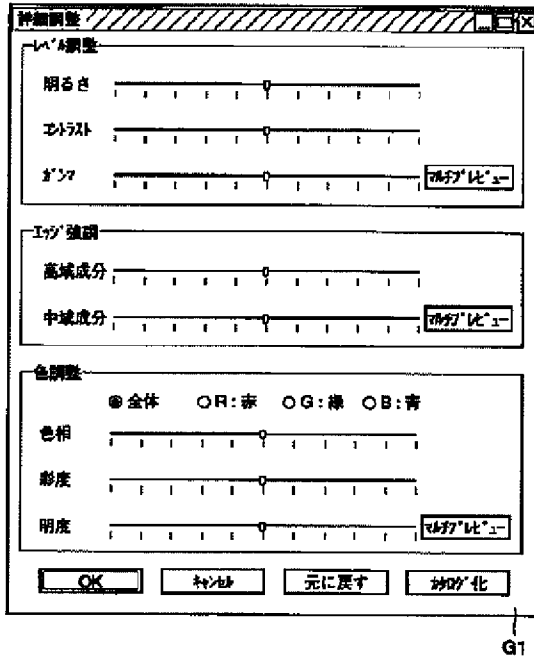 詳細調整
ﾚﾍﾞﾙ調整
明るさ
ｺﾝﾄﾗｽﾄ
ｶﾞﾝﾏ
ﾏﾙﾁﾌﾟﾚﾋﾞｭｰ
ｴｯｼﾞ強調
高域成分
中域成分
ﾏﾙﾁﾌﾟﾚﾋﾞｭｰ
色調整
全体 R:赤 G:緑 B:青
色相
彩度
明度
ﾏﾙﾁﾌﾟﾚﾋﾞｭｰ
OK ｷｬﾝｾﾙ 元に戻す ｶﾀﾛｸﾞ化
G1